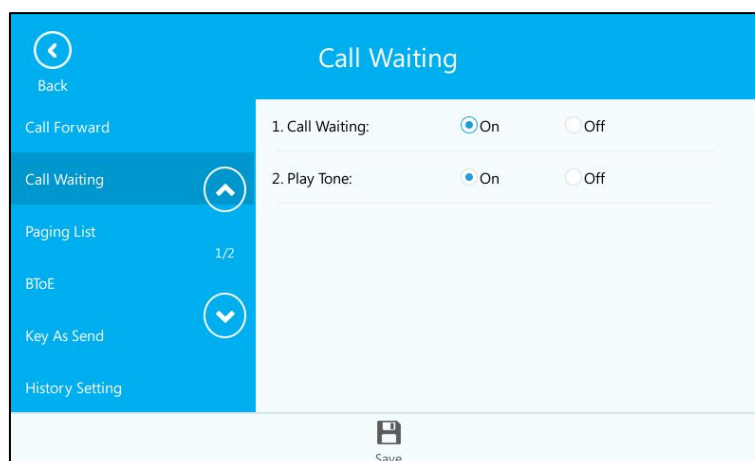 Call Waiting
Back
Call Forward
Call Waiting
Paging List
1/2
BToE
Key As Send
History Setting
1. Call Waiting: On Off
2. Play Tone: On Off
Save